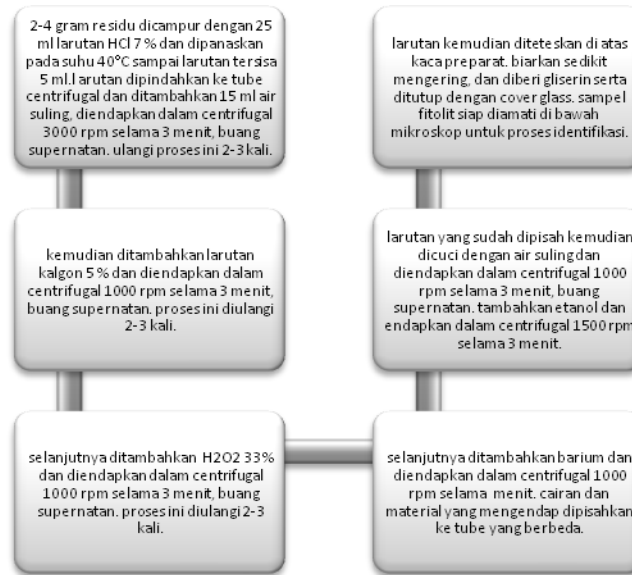 2-4 gram residu dicampur dengan 25
ml larutan HCl 7 % dan dipanaskan
pada suhu 40°C sampai larutan tersisa
5 ml.l arutan dipindahkan ke tube
centrifugal dan ditambahkan 15 ml air
suling, diendapkan dalam centrifugal
3000 rpm selama 3 menit, buang
supernatan. ulangi proses ini 2-3 kali.
kemudian ditambahkan larutan
kalgon 5 % dan diendapkan dalam
centrifugal 1000 rpm selama 3 menit,
buang supernatan. proses ini diulangi
2-3 kali.
selanjutnya ditambahkan H2O2 33%
dan diendapkan dalam centrifugal
1000 rpm selama 3 menit, buang
supernatan. proses ini diulangi 2-3
kali.
selanjutnya ditambahkan barium dan
diendapkan dalam centrifugal 1000
rpm selama menit. cairan dan
material yang mengendap dipisahkan
ke tube yang berbeda.
larutan yang sudah dipisah kemudian
dicuci dengan air suling dan
diendapkan dalam centrifugal 1000
rpm selama 3 menit, buang
supernatan. tambahkan etanol dan
endapkan dalam centrifugal 1500 rpm
selama 3 menit.
larutan kemudian diteteskan di atas
kaca preparat. biarkan sedikit
mengering, dan diberi gliserin serta
ditutup dengan cover glass. sampel
fitolit siap diamati di bawah
mikroskop untuk proses identifikasi.